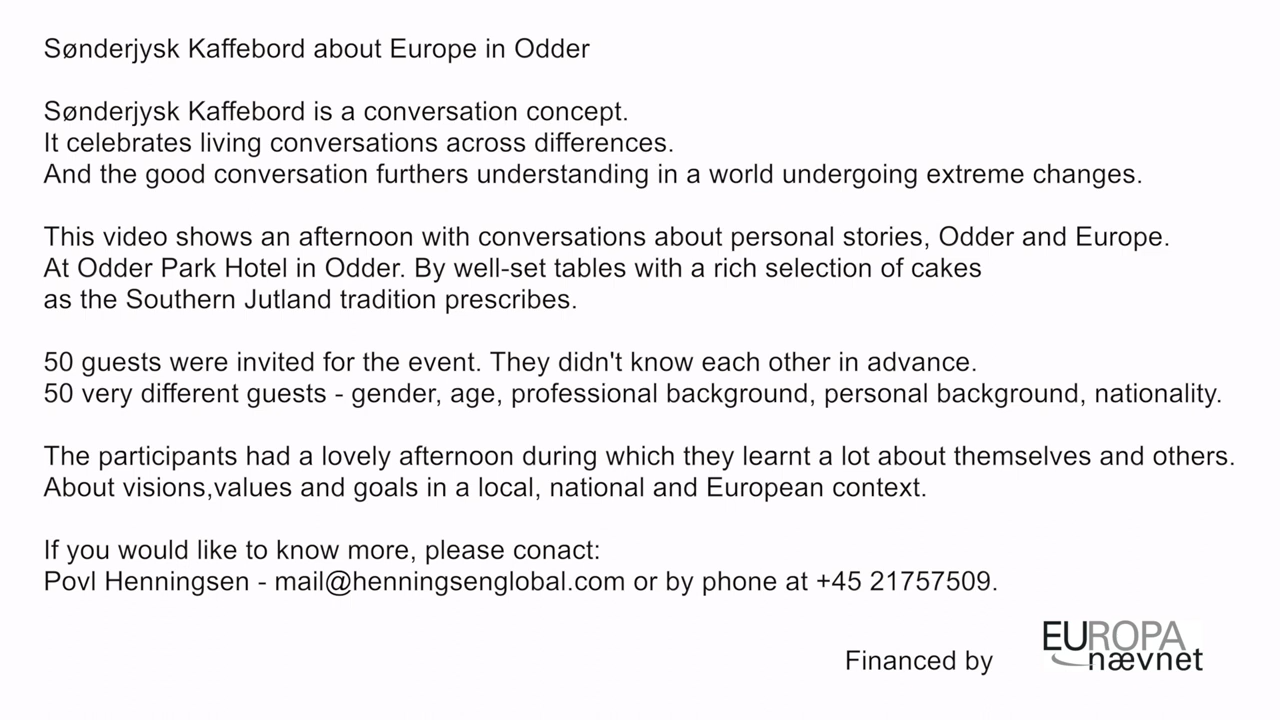 Sønderjysk Kaffebord about Europe in Odder
Sønderjysk Kaffebord is a conversation concept.
It celebrates living conversations across differences.
And the good conversation furthers understanding in a world undergoing extreme changes.
This video shows an afternoon with conversations about personal stories, Odder and Europe.
At Odder Park Hotel in Odder. By well-set tables with a rich selection of cakes
as the Southern Jutland tradition prescribes.
50 guests were invited for the event. They didn't know each other in advance.
50 very different guests - gender, age, professional background, personal background, nationality.
The participants had a lovely afternoon during which they learnt a lot about themselves and others.
About visions,values and goals in a local, national and European context.
If you would like to know more, please conact:
Povl Henningsen - mail@henningsenglobal.com or by phone at +45 21757509.
Financed by
EUROPA
nævnet